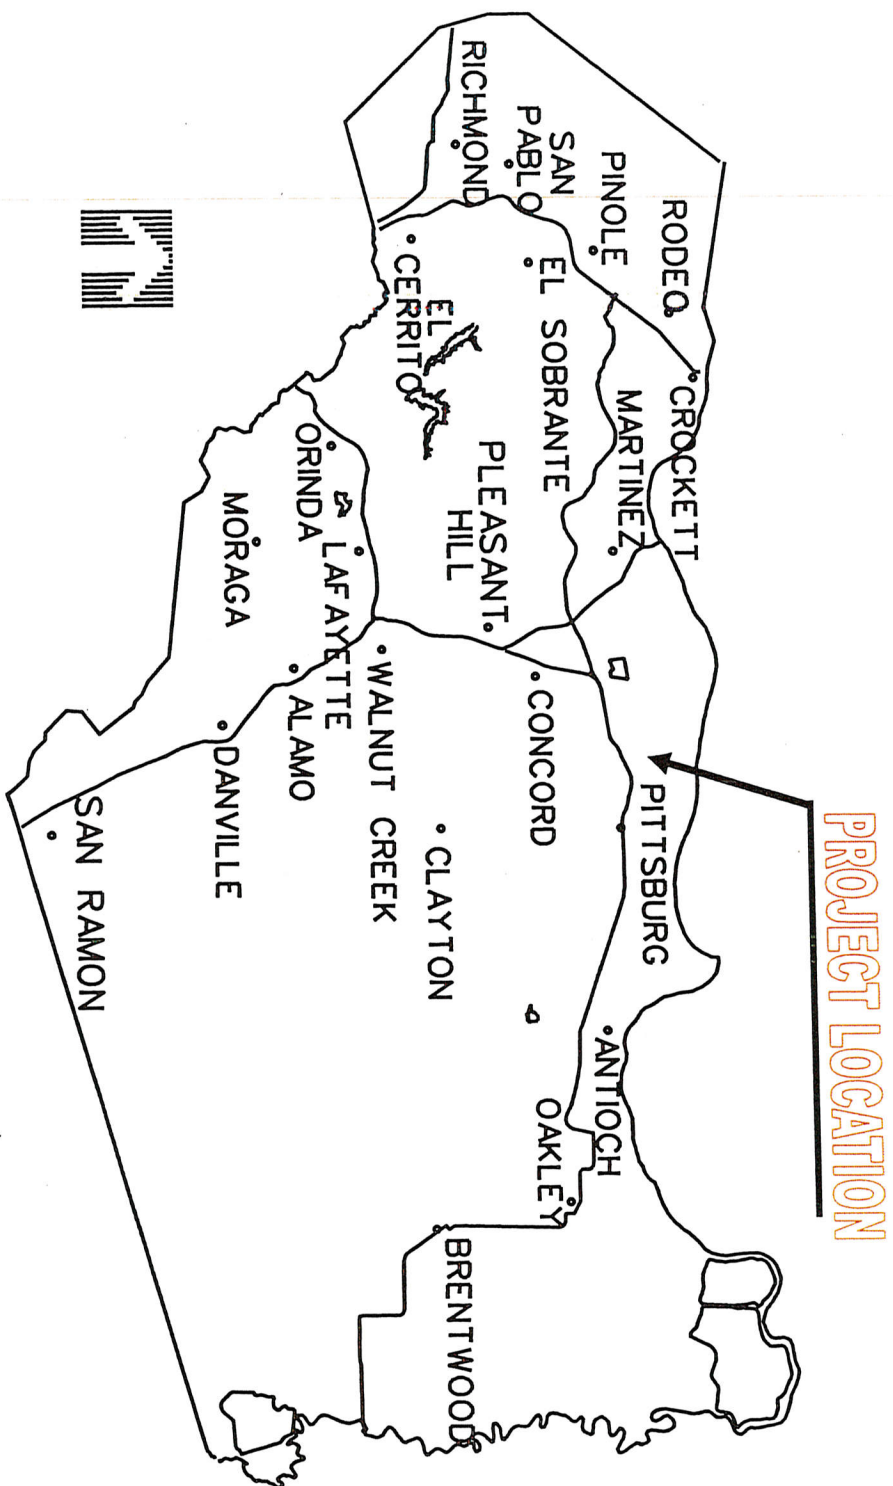 PROJECT LOCATION
RODEO
CROCKETT
PINOLE
MARTINEZ
SAN
PABLO
EL SOBRANTE
RICHMOND
EL
CERRITO
PLEASANT
HILL
PITTSBURG
ANTIOCH
OAKLEY
CONCORD
CLAYTON
BRENTWOOD
WALNUT CREEK
LAFAYETTE
ORINDA
MORAGA
ALAMO
DANVILLE
SAN RAMON